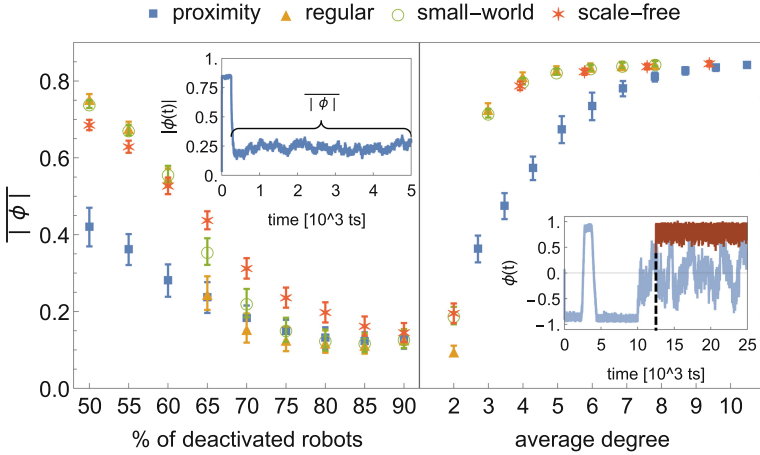 proximity regular small−world scale−free
0.8
0.6
0.4
0.2
0.0
| ϕ |
50 55 60 65 70 75 80 85 90
% of deactivated robots
1.
0.75
0.5
0.25
0.
|ϕ(t)|
| ϕ |
0 1 2 3 4 5
time [10^3 ts]
2 3 4 5 6 7 8 9 10
average degree
1.0
0.5
0.0
−0.5
−1
ϕ(t)
0 5 10 15 20 25
time [10^3 ts]